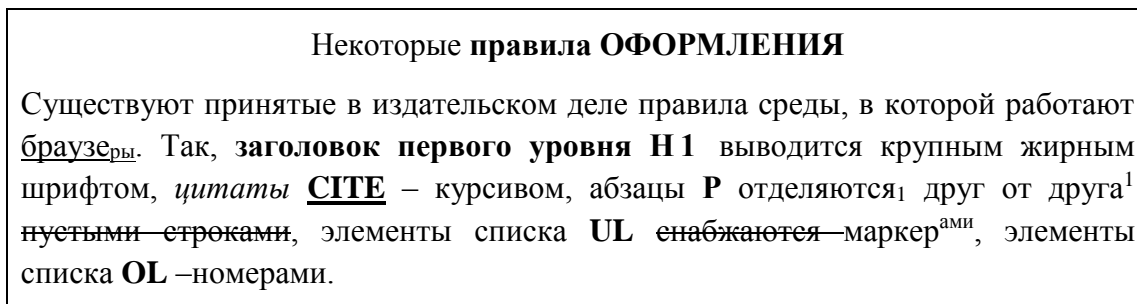 Некоторые правила ОФОРМЛЕНИЯ
Существуют принятые в издательском деле правила среды, в которой работают
браузеры. Так, заголовок первого уровня H 1 выводится крупным жирным
шрифтом, цитаты CITE – курсивом, абзацы P отделяются1 друг от друга1
пустыми строками, элементы списка UL снабжаются маркерами, элементы
списка OL –номерами.